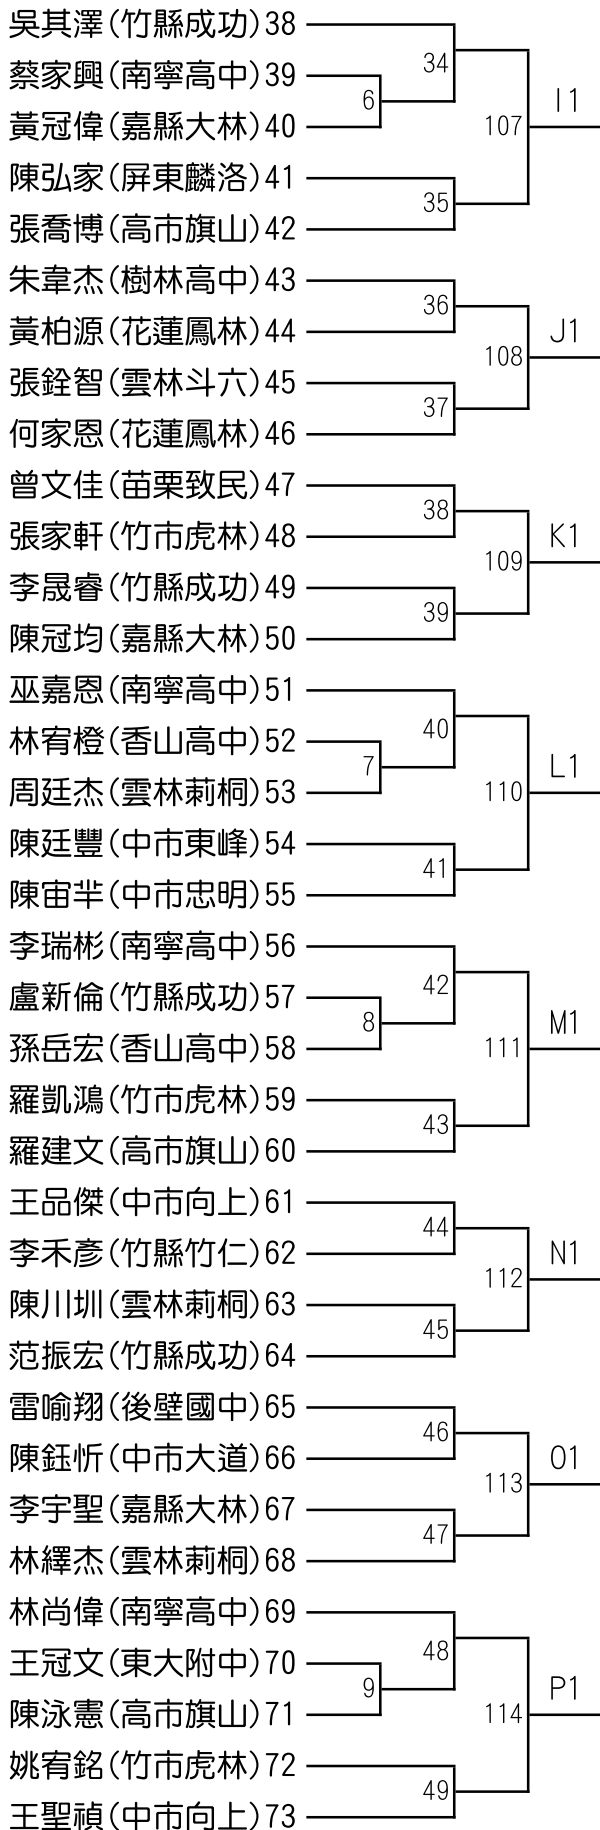 吳其澤(竹縣成功)38
34
蔡家興(南寧高中)39
6
I1
黃冠偉(嘉縣大林)40
107
陳弘家(屏東麟洛)41
35
張喬博(高市旗山)42
朱韋杰(樹林高中)43
36
黃柏源(花蓮鳳林)44
J1
108
張銓智(雲林斗六)45
37
何家恩(花蓮鳳林)46
曾文佳(苗栗致民)47
38
張家軒(竹市虎林)48
K1
109
李晟睿(竹縣成功)49
39
陳冠均(嘉縣大林)50
巫嘉恩(南寧高中)51
40
林宥橙(香山高中)52
7
L1
周廷杰(雲林莿桐)53
110
陳廷豐(中市東峰)54
41
陳宙芈(中市忠明)55
李瑞彬(南寧高中)56
42
盧新倫(竹縣成功)57
8
M1
孫岳宏(香山高中)58
111
羅凱鴻(竹市虎林)59
43
羅建文(高市旗山)60
王品傑(中市向上)61
44
李禾彥(竹縣竹仁)62
N1
112
陳川圳(雲林莿桐)63
45
范振宏(竹縣成功)64
雷喻翔(後壁國中)65
46
陳鈺忻(中市大道)66
O1
113
李宇聖(嘉縣大林)67
47
林繹杰(雲林莿桐)68
林尚偉(南寧高中)69
48
王冠文(東大附中)70
9
P1
陳泳憲(高市旗山)71
114
姚宥銘(竹市虎林)72
49
王聖禎(中市向上)73